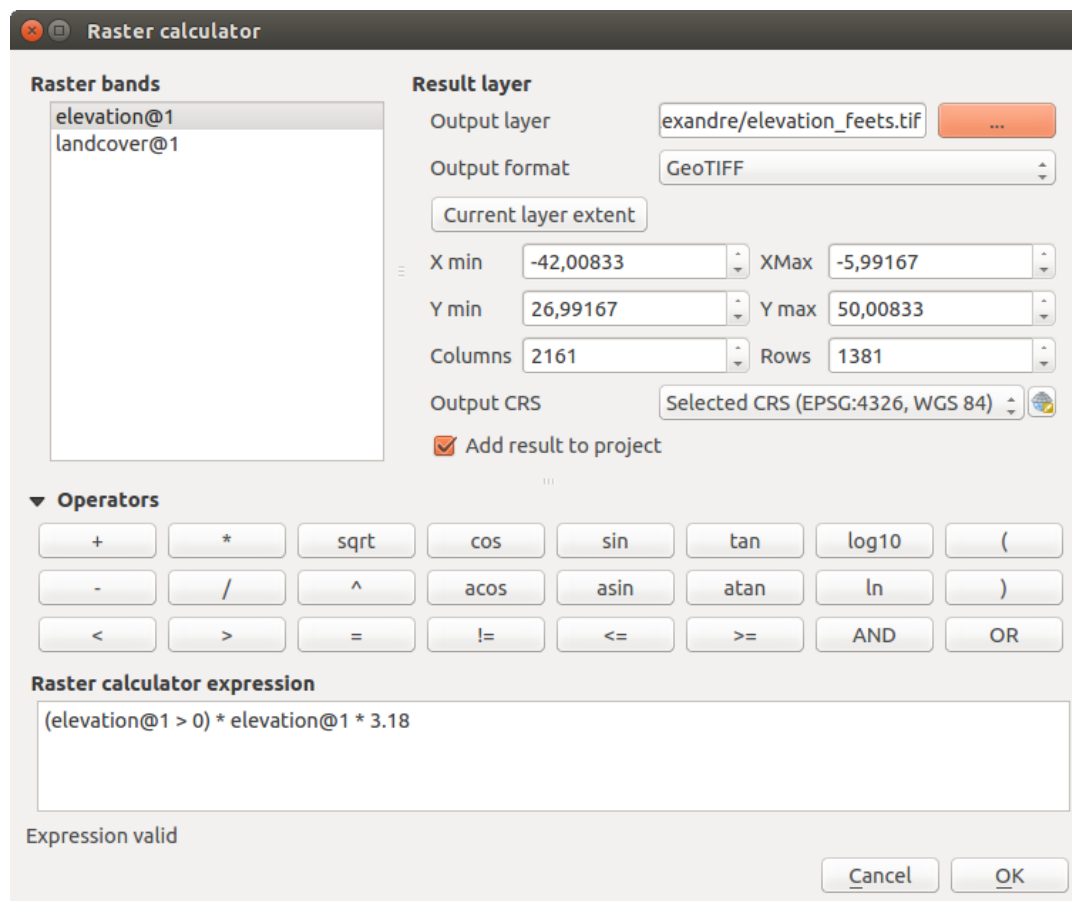 Raster calculator
Raster bands
elevation@1
landcover@1
Result layer
Output layer exandre/elevation_feets.tif ...
Output format GeoTIFF
Current layer extent
X min -42,00833 XMax -5,99167
Y min 26,99167 Y max 50,00833
Columns 2161 Rows 1381
Output CRS Selected CRS (EPSG:4326, WGS 84)
Add result to project
Operators
+ * sqrt cos sin tan log10 (
- / ^ acos asin atan ln )
< > = != <= >= AND OR
Raster calculator expression
(elevation@1 > 0) * elevation@1 * 3.18
Expression valid
Cancel OK